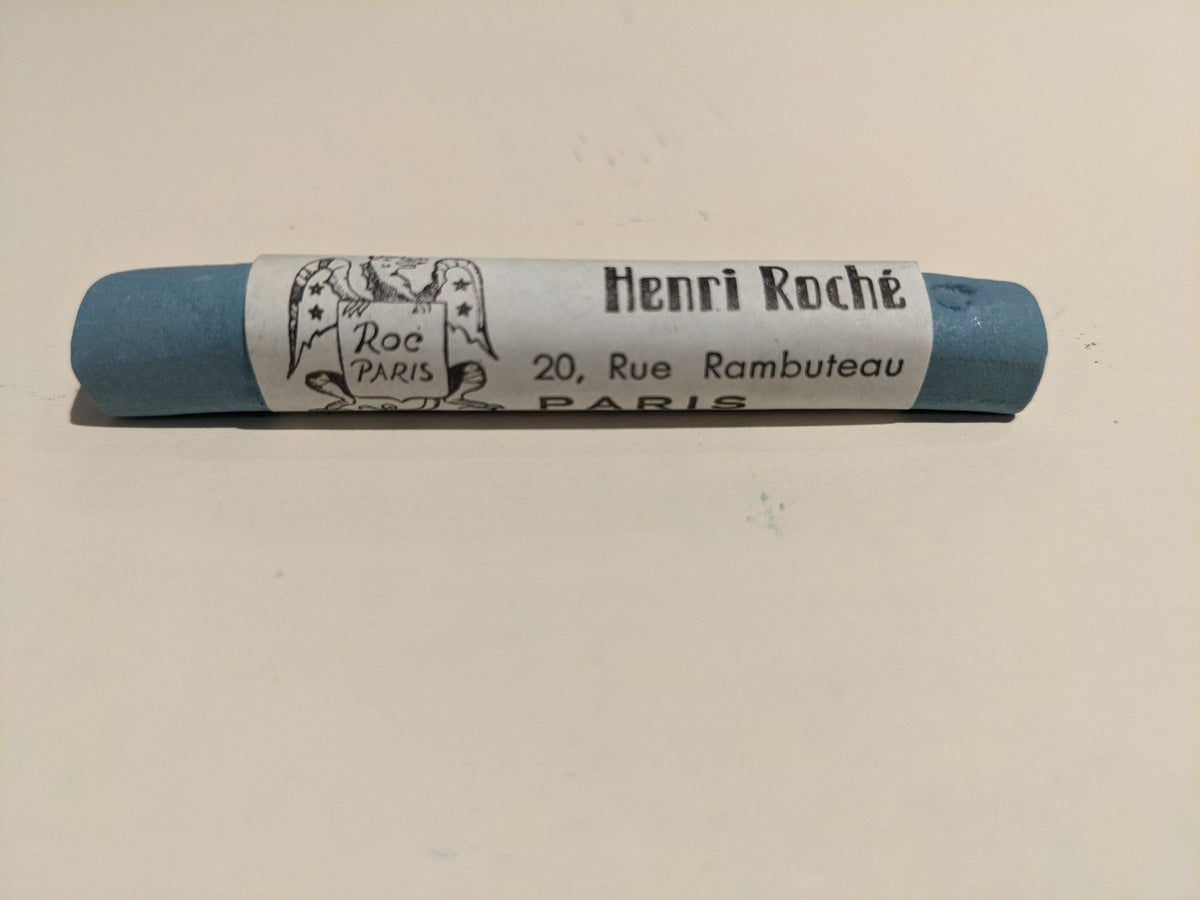 Roc
PARIS
Henri Roché
20, Rue Rambuteau
PARIS